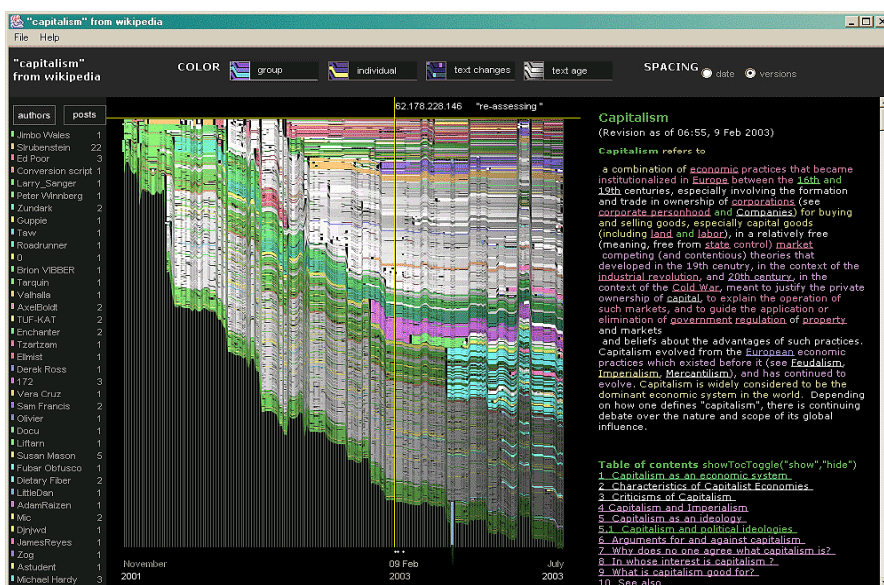 "capitalism" from wikipedia
File Help
"capitalism"
from wikipedia
COLOR group individual text changes text age SPACING date versions
authors posts
62.178.228.146 "re-assessing "
Jimbo Wales 1
Slrubenstein 22
Ed Poor 3
Conversion script 1
Larry_Sanger 1
Peter Winnberg 1
Zundark 2
Guppie 1
Taw 1
Roadrunner 1
0 1
Brion VIBBER 1
Tarquin 1
Valhalla 1
AxelBoldt 2
TUF-KAT 2
Enchanter 2
Tzartzam 1
Ellmist 1
Derek Ross 1
172 3
Vera Cruz 1
Sam Francis 2
Olivier 1
Docu 1
Liftarn 1
Susan Mason 5
Fubar Obfusco 1
Dietary Fiber 2
LittleDan 1
AdamRaizen 1
Mic 2
Djnjwd 1
JamesReyes 1
Zog 1
Astudent 1
Michael Hardy 3
November
2001
09 Feb
2003
July
2003
Capitalism
(Revision as of 06:55, 9 Feb 2003)
Capitalism refers to
a combination of economic practices that became
institutionalized in Europe between the 16th and
19th centuries, especially involving the formation
and trade in ownership of corporations (see
corporate personhood and Companies) for buying
and selling goods, especially capital goods
(including land and labor), in a relatively free
(meaning, free from state control) market
competing (and contentious) theories that
developed in the 19th cenutry, in the context of the
industrial revolution, and 20th century, in the
context of the Cold War, meant to justify the private
ownership of capital, to explain the operation of
such markets, and to guide the application or
elimination of government regulation of property
and markets
and beliefs about the advantages of such practices.
Capitalism evolved from the European economic
practices which existed before it (see Feudalism,
Imperialism, Mercantilism), and has continued to
evolve. Capitalism is widely considered to be the
dominant economic system in the world. Depending
on how one defines "capitalism", there is continuing
debate over the nature and scope of its global
influence.
Table of contents showTocToggle("show","hide")
1 Capitalism as an economic system
2 Characteristics of Capitalist Economies
3 Criticisms of Capitalism
4 Capitalism and Imperialism
5 Capitalism as an ideology
5.1 Capitalism and political ideologies
6 Arguments for and against capitalism
7 Why does no one agree what capitalism is?
8 In whose interest is capitalism ?
9 What is capitalism good for?
10 See also